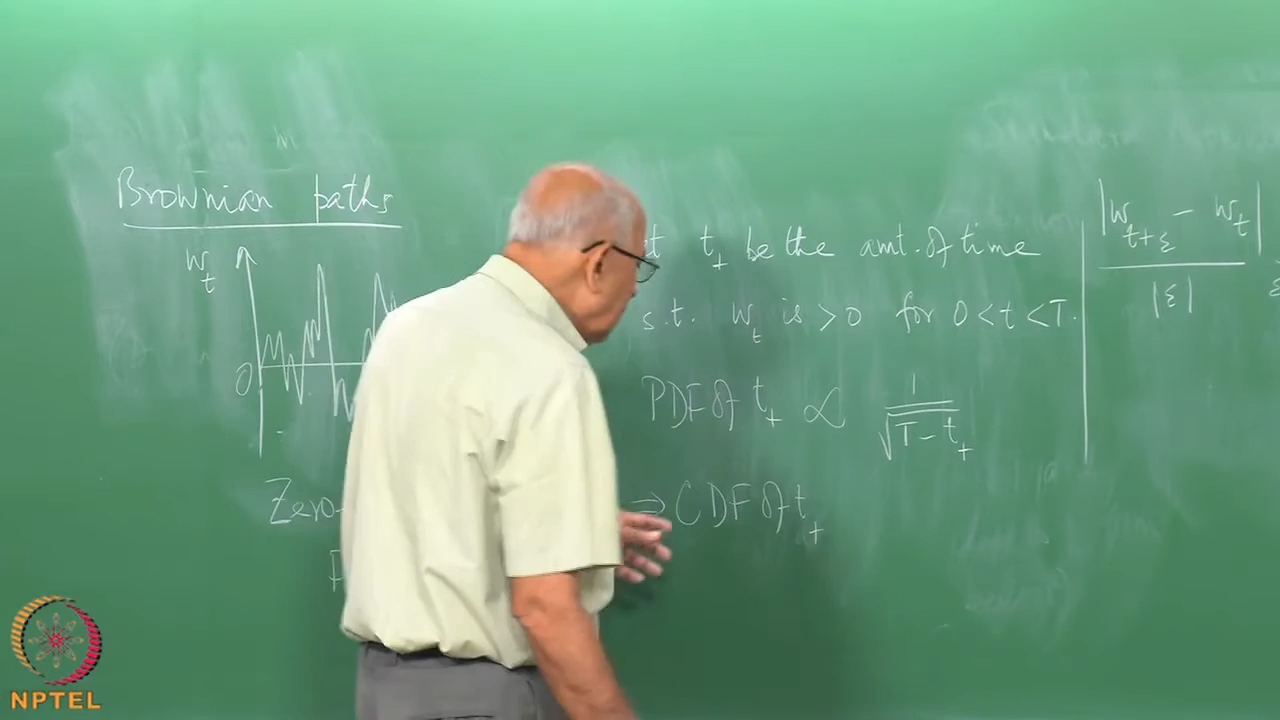 Brownian paths
W_t
0
Zero-
t t_+ be the amt. of time
s.t. W_t is > 0 for 0 < t < T.
PDF of t_+ ∝ 1/√(T - t_+)
⇒ CDF of t_+
|W_{t+ε} - W_t| / |ε|
NPTEL